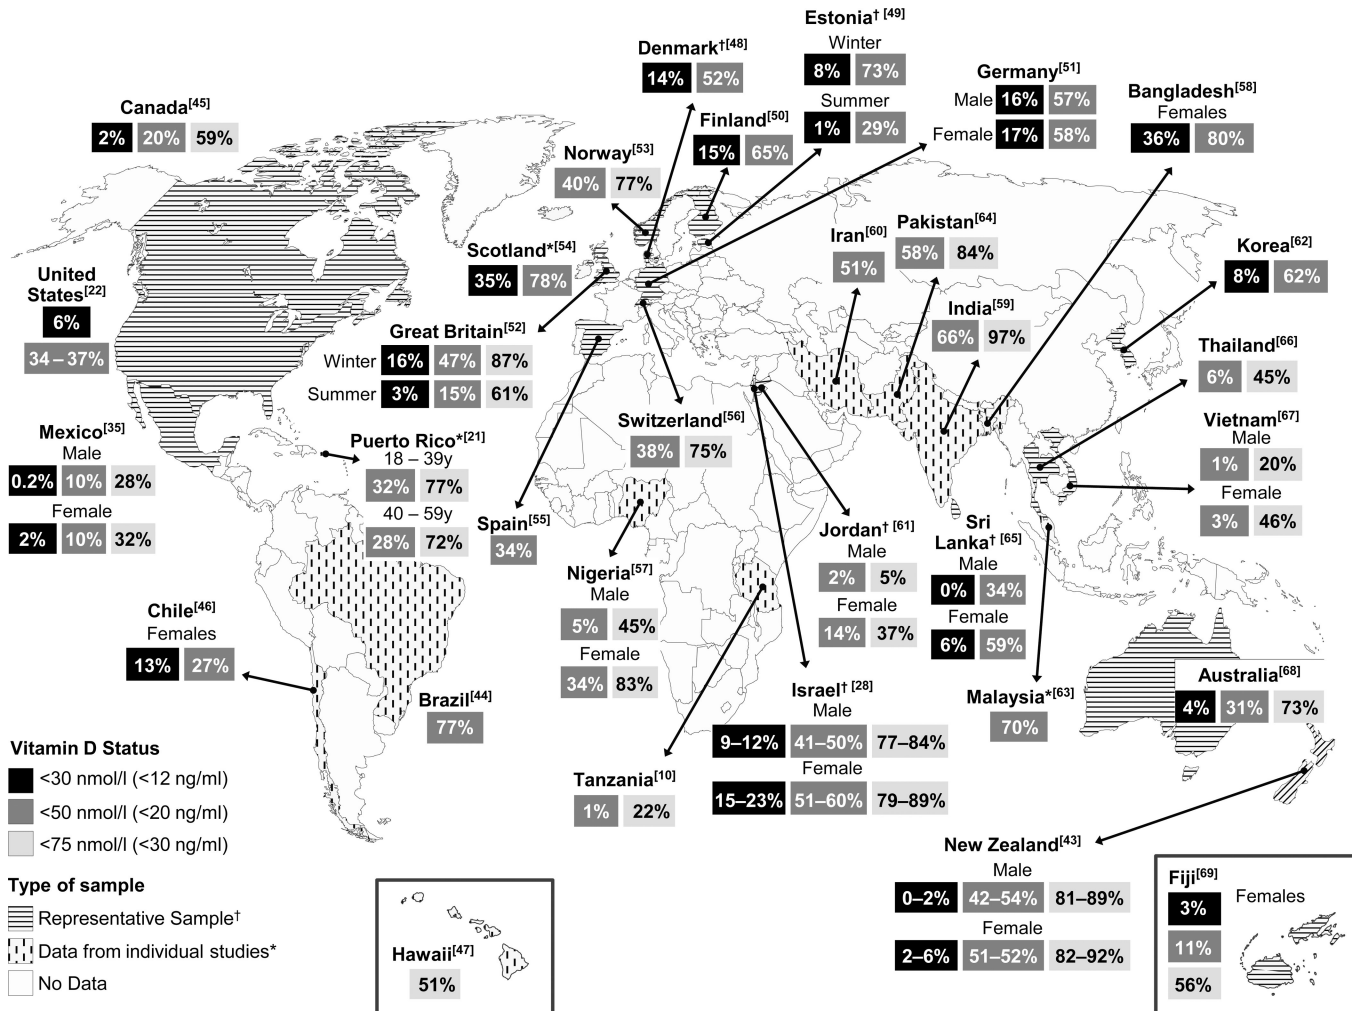 Canada[45]
2% 20% 59%
United
States[22]
6%
34 – 37%
Mexico[35]
Male
0.2% 10% 28%
Female
2% 10% 32%
Puerto Rico*[21]
18 – 39y
32% 77%
40 – 59y
28% 72%
Chile[46]
Females
13% 27%
Brazil[44]
77%
Denmark†[48]
14% 52%
Estonia† [49]
Winter
8% 73%
Summer
1% 29%
Finland[50]
15% 65%
Norway[53]
40% 77%
Germany[51]
Male 16% 57%
Female 17% 58%
Bangladesh[58]
Females
36% 80%
Scotland*[54]
35% 78%
Great Britain[52]
Winter 16% 47% 87%
Summer 3% 15% 61%
Iran[60]
51%
Pakistan[64]
58% 84%
India[59]
66% 97%
Korea[62]
8% 62%
Thailand[66]
6% 45%
Vietnam[67]
Male
1% 20%
Female
3% 46%
Switzerland[56]
38% 75%
Spain[55]
34%
Nigeria[57]
Male
5% 45%
Female
34% 83%
Jordan† [61]
Male
2% 5%
Female
14% 37%
Sri
Lanka† [65]
Male
0% 34%
Female
6% 59%
Israel† [28]
Male
9–12% 41–50% 77–84%
Female
15–23% 51–60% 79–89%
Tanzania[10]
1% 22%
Malaysia*[63]
70%
Australia[68]
4% 31% 73%
New Zealand[43]
Male
0–2% 42–54% 81–89%
Female
2–6% 51–52% 82–92%
Fiji[69]
Females
3%
11%
56%
Hawaii[47]
51%
Vitamin D Status
<30 nmol/l (<12 ng/ml)
<50 nmol/l (<20 ng/ml)
<75 nmol/l (<30 ng/ml)
Type of sample
Representative Sample†
Data from individual studies*
No Data